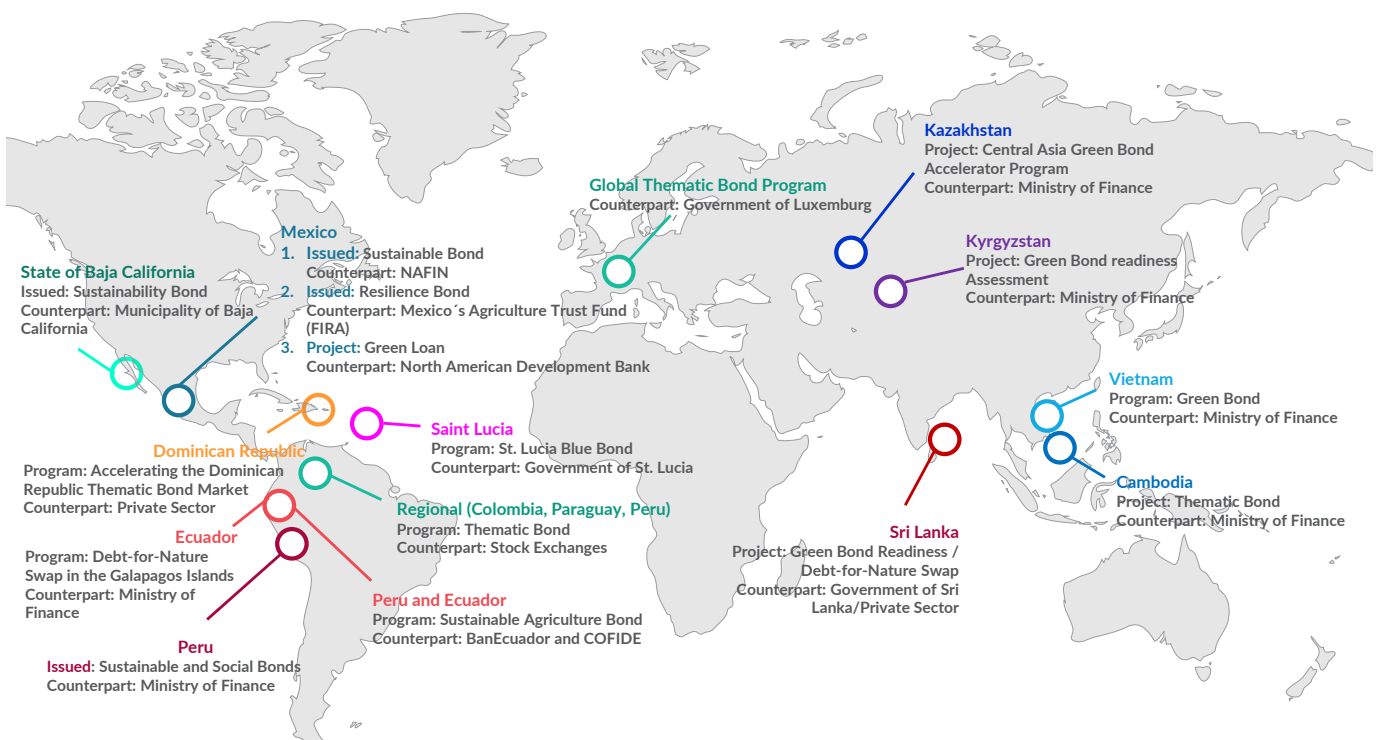 Kazakhstan
Project: Central Asia Green Bond
Accelerator Program
Counterpart: Ministry of Finance
Global Thematic Bond Program
Counterpart: Government of Luxemburg
Kyrgyzstan
Project: Green Bond readiness
Assessment
Counterpart: Ministry of Finance
Mexico
1. Issued: Sustainable Bond
Counterpart: NAFIN
2. Issued: Resilience Bond
Counterpart: Mexico´s Agriculture Trust Fund
(FIRA)
3. Project: Green Loan
Counterpart: North American Development Bank
State of Baja California
Issued: Sustainability Bond
Counterpart: Municipality of Baja
California
Vietnam
Program: Green Bond
Counterpart: Ministry of Finance
Saint Lucia
Program: St. Lucia Blue Bond
Counterpart: Government of St. Lucia
Dominican Republic
Program: Accelerating the Dominican
Republic Thematic Bond Market
Counterpart: Private Sector
Cambodia
Project: Thematic Bond
Counterpart: Ministry of Finance
Regional (Colombia, Paraguay, Peru)
Program: Thematic Bond
Counterpart: Stock Exchanges
Ecuador
Program: Debt-for-Nature
Swap in the Galapagos Islands
Counterpart: Ministry of
Finance
Sri Lanka
Project: Green Bond Readiness /
Debt-for-Nature Swap
Counterpart: Government of Sri
Lanka/Private Sector
Peru and Ecuador
Program: Sustainable Agriculture Bond
Counterpart: BanEcuador and COFIDE
Peru
Issued: Sustainable and Social Bonds
Counterpart: Ministry of Finance